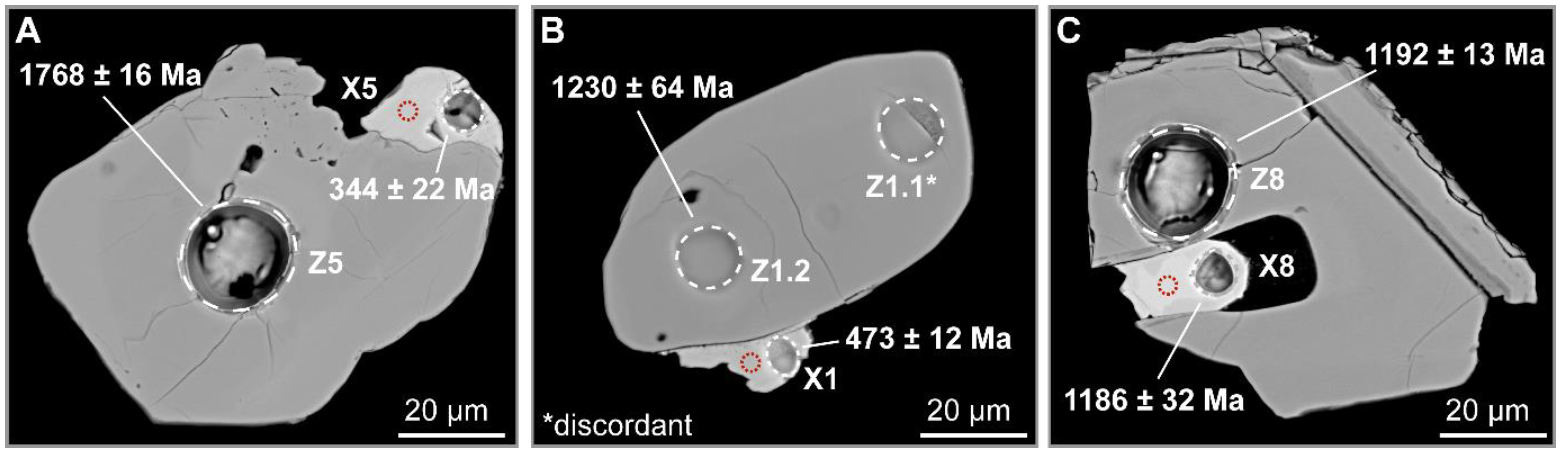 A
1768 ± 16 Ma
X5
344 ± 22 Ma
Z5
20 µm
B
1230 ± 64 Ma
Z1.1*
Z1.2
473 ± 12 Ma
X1
*discordant
20 µm
C
1192 ± 13 Ma
Z8
X8
1186 ± 32 Ma
20 µm